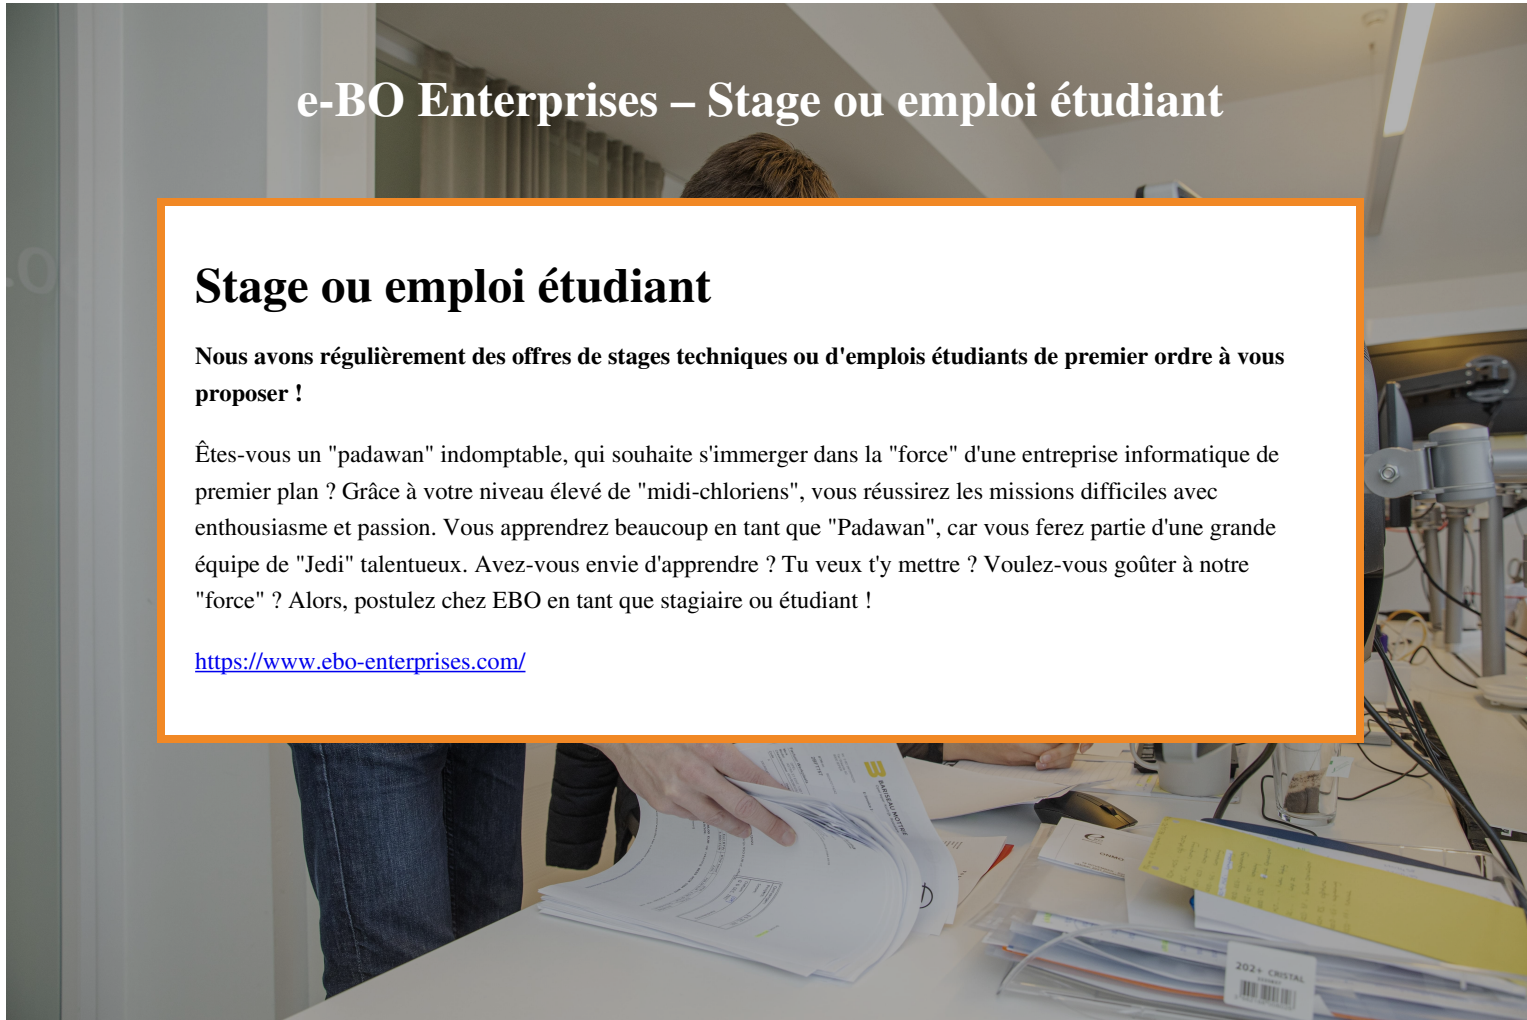 e-BO Enterprises – Stage ou emploi étudiant
Stage ou emploi étudiant
Nous avons régulièrement des offres de stages techniques ou d'emplois étudiants de premier ordre à vous
proposer !
Êtes-vous un "padawan" indomptable, qui souhaite s'immerger dans la "force" d'une entreprise informatique de
premier plan ? Grâce à votre niveau élevé de "midi-chloriens", vous réussirez les missions difficiles avec
enthousiasme et passion. Vous apprendrez beaucoup en tant que "Padawan", car vous ferez partie d'une grande
équipe de "Jedi" talentueux. Avez-vous envie d'apprendre ? Tu veux t'y mettre ? Voulez-vous goûter à notre
"force" ? Alors, postulez chez EBO en tant que stagiaire ou étudiant !
https://www.ebo-enterprises.com/
BARISEAU MOTTRIE
202+ CRISTAL